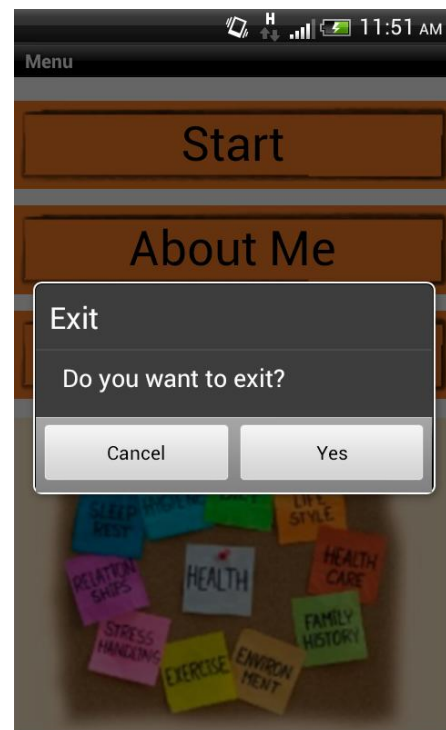 H
11:51 AM
Menu
Start
About Me
Exit
Do you want to exit?
Cancel
Yes
SLEEP
REST
HYGIENE
LIFE
STYLE
RELATION
SHIPS
HEALTH
HEALTH
CARE
STRESS
HANDLING
FAMILY
HISTORY
EXERCISE
ENVIRON
MENT